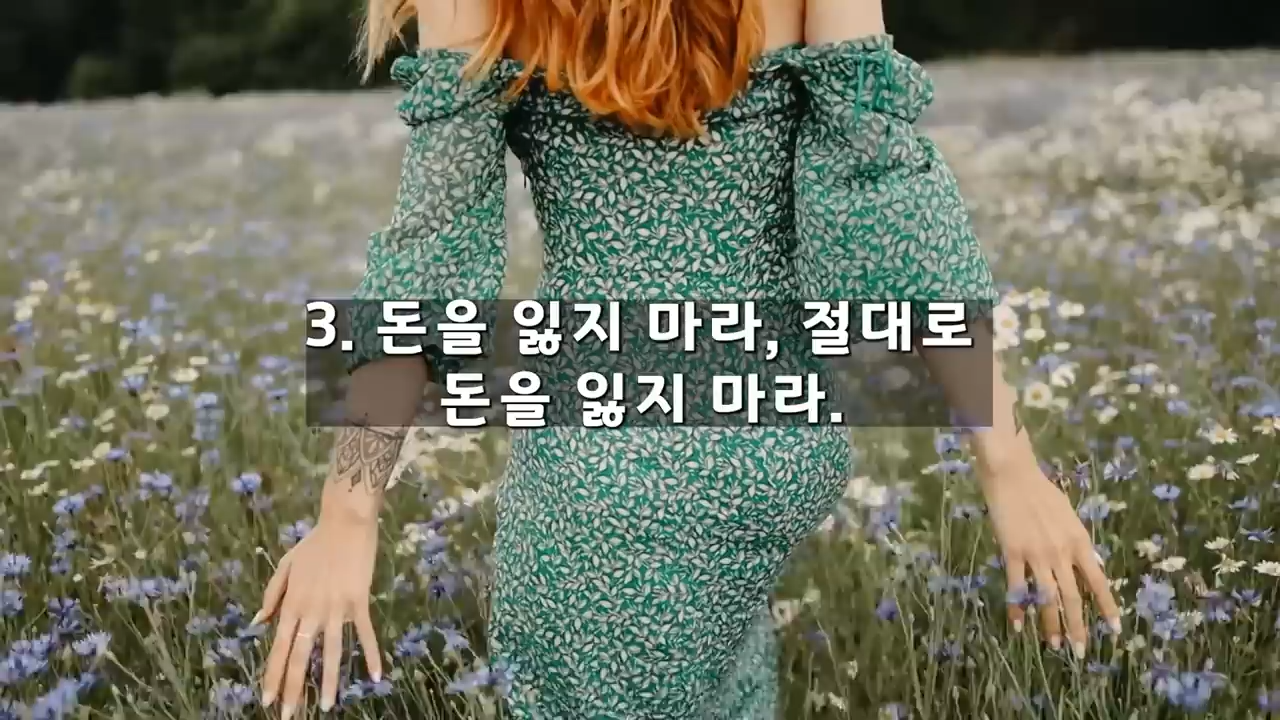 3. 돈을 잃지 마라, 절대로
돈을 잃지 마라.